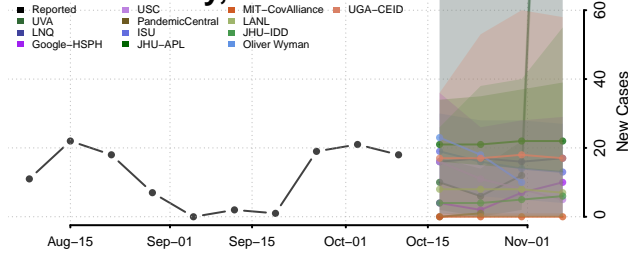 Reported USC MIT−CovAlliance UGA−CEID
UVA PandemicCentral LANL
LNQ ISU JHU−IDD
Google−HSPH JHU−APL Oliver Wyman
60
40
20
0
New Cases
Aug−15 Sep−01 Sep−15 Oct−01 Oct−15 Nov−01